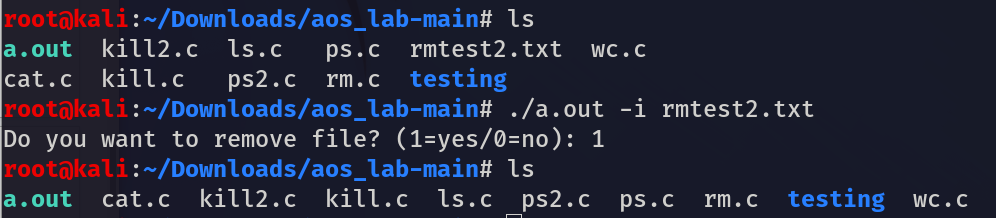 root@kali:~/Downloads/aos_lab-main# ls
a.out  kill2.c  ls.c   ps.c  rmtest2.txt  wc.c
cat.c  kill.c   ps2.c  rm.c  testing
root@kali:~/Downloads/aos_lab-main# ./a.out -i rmtest2.txt
Do you want to remove file? (1=yes/0=no): 1
root@kali:~/Downloads/aos_lab-main# ls
a.out  cat.c  kill2.c  kill.c  ls.c  ps2.c  ps.c  rm.c  testing  wc.c